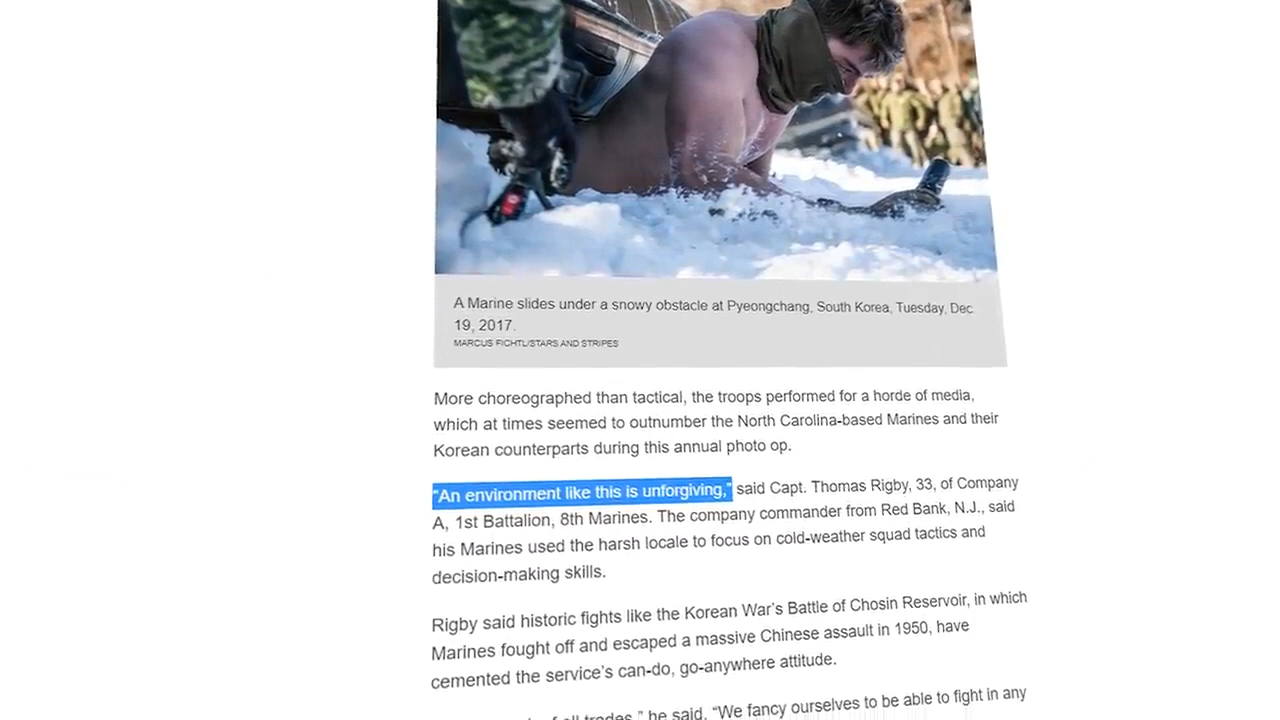 A Marine slides under a snowy obstacle at Pyeongchang, South Korea, Tuesday, Dec.
19, 2017.
MARCUS FICHTL/STARS AND STRIPES
More choreographed than tactical, the troops performed for a horde of media,
which at times seemed to outnumber the North Carolina-based Marines and their
Korean counterparts during this annual photo op.
"An environment like this is unforgiving," said Capt. Thomas Rigby, 33, of Company
A, 1st Battalion, 8th Marines. The company commander from Red Bank, N.J., said
his Marines used the harsh locale to focus on cold-weather squad tactics and
decision-making skills.
Rigby said historic fights like the Korean War's Battle of Chosin Reservoir, in which
Marines fought off and escaped a massive Chinese assault in 1950, have
cemented the service's can-do, go-anywhere attitude.
of all trades," he said. "We fancy ourselves to be able to fight in any